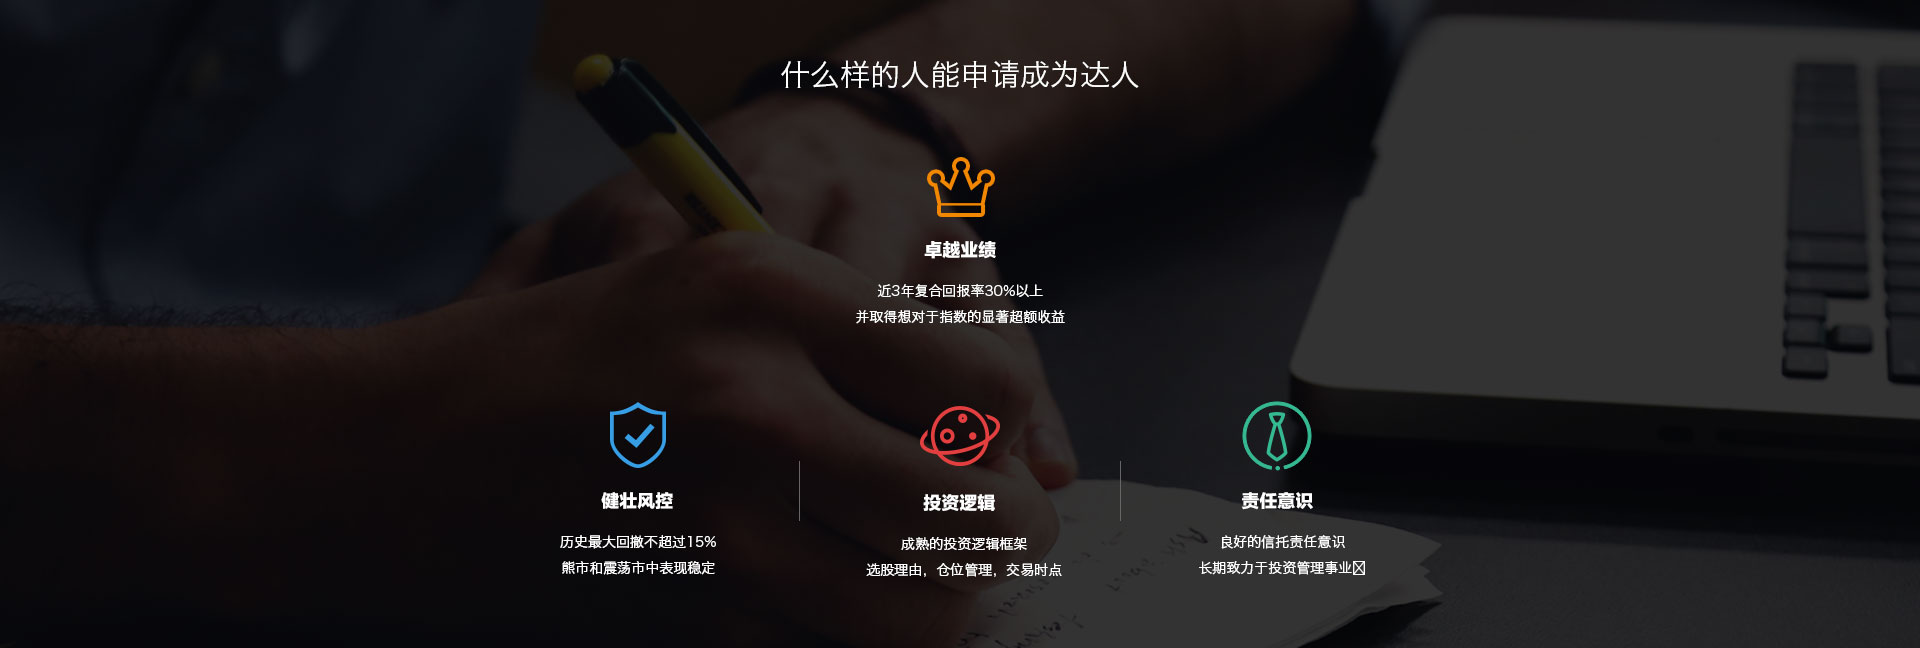 什么样的人能申请成为达人
卓越业绩
近3年复合回报率30%以上
并取得想对于指数的显著超额收益
健壮风控
历史最大回撤不超过15%
熊市和震荡市中表现稳定
投资逻辑
成熟的投资逻辑框架
选股理由，仓位管理，交易时点
责任意识
良好的信托责任意识
长期致力于投资管理事业